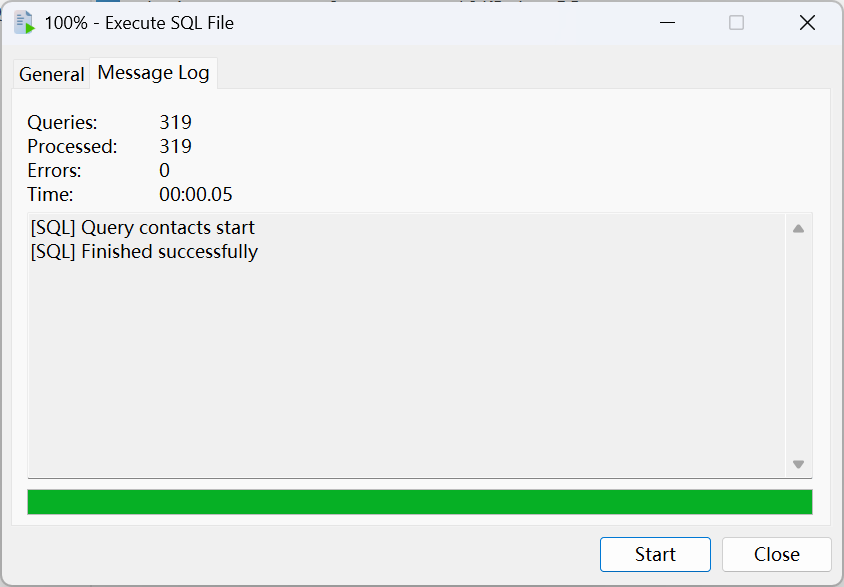 100% - Execute SQL File
General
Message Log
Queries: 319
Processed: 319
Errors: 0
Time: 00:00.05
[SQL] Query contacts start
[SQL] Finished successfully
Start
Close